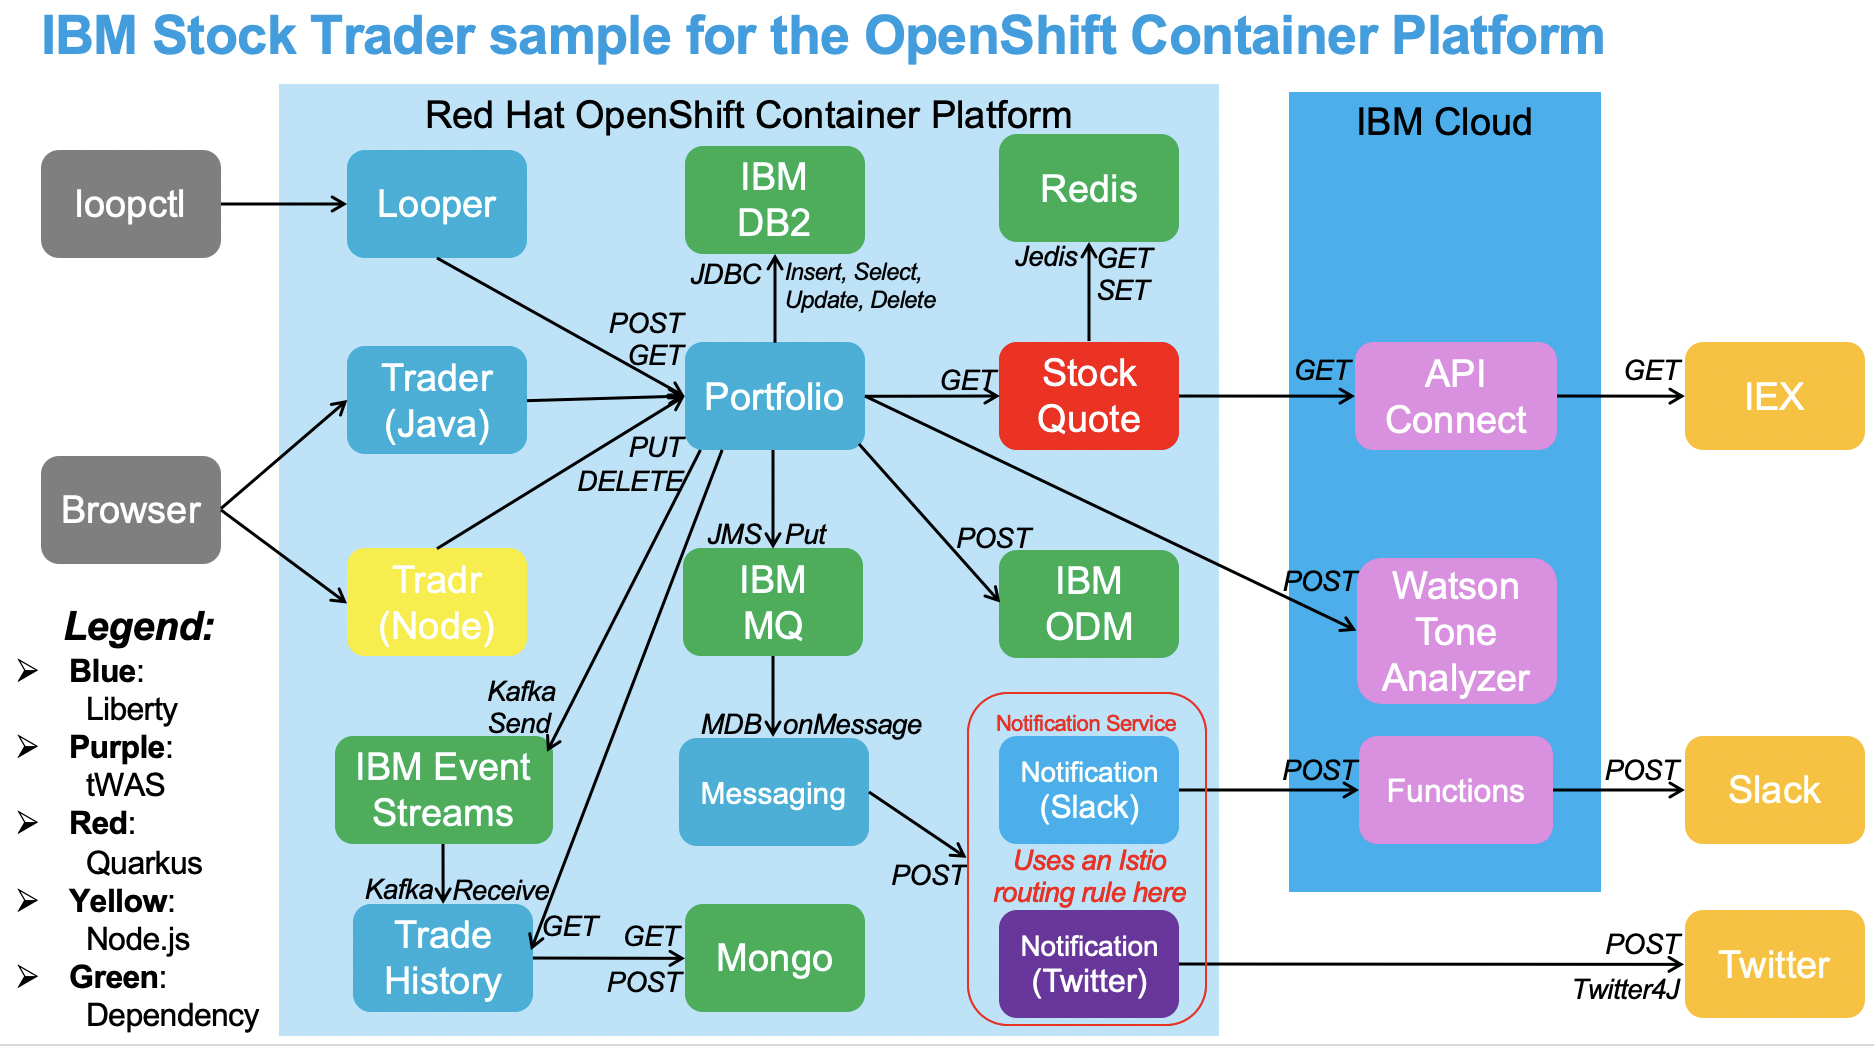 IBM Stock Trader sample for the OpenShift Container Platform
Red Hat OpenShift Container Platform
IBM Cloud
loopctl
Looper
IBM
DB2
Redis
JDBC
Insert, Select,
Update, Delete
Jedis
GET
SET
POST
GET
Trader
(Java)
Portfolio
GET
Stock
Quote
GET
API
Connect
GET
IEX
PUT
DELETE
Browser
JMS
Put
POST
Tradr
(Node)
IBM
MQ
IBM
ODM
POST
Watson
Tone
Analyzer
Legend:
➢ Blue:
Liberty
➢ Purple:
tWAS
➢ Red:
Quarkus
➢ Yellow:
Node.js
➢ Green:
Dependency
Kafka
Send
MDB
onMessage
Notification Service
IBM Event
Streams
Messaging
Notification
(Slack)
POST
Functions
POST
Slack
Uses an Istio
routing rule here
POST
Kafka
Receive
Trade
History
GET
GET
POST
Mongo
Notification
(Twitter)
POST
Twitter4J
Twitter